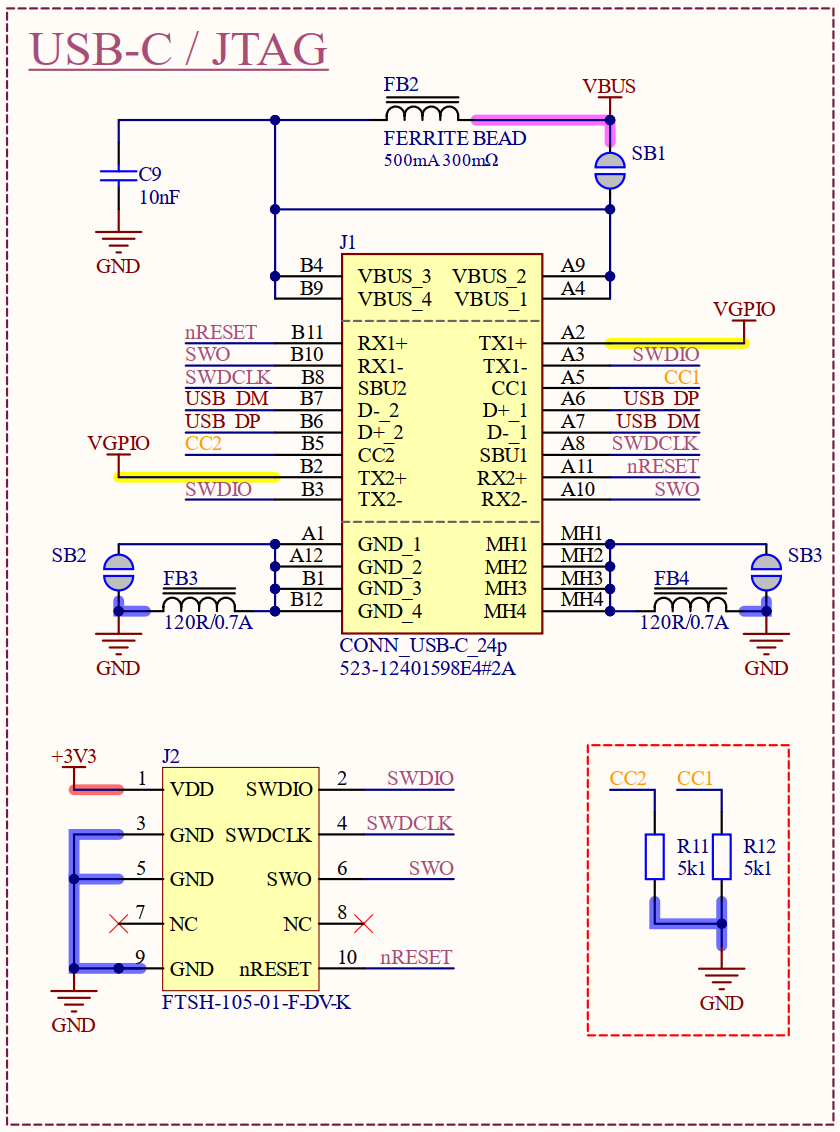 USB-C / JTAG
FB2
VBUS
FERRITE BEAD
500mA 300mΩ
SB1
C9
10nF
GND
J1
B4 VBUS_3 VBUS_2 A9
B9 VBUS_4 VBUS_1 A4
VGPIO
nRESET B11 RX1+ TX1+ A2
SWO B10 RX1- TX1- A3 SWDIO
SWDCLK B8 SBU2 CC1 A5 CC1
USB_DM B7 D-_2 D+_1 A6 USB_DP
USB_DP B6 D+_2 D-_1 A7 USB_DM
VGPIO
CC2 B5 CC2 SBU1 A8 SWDCLK
B2 TX2+ RX2+ A11 nRESET
SWDIO B3 TX2- RX2- A10 SWO
A1 GND_1 MH1 MH1
SB2 A12 GND_2 MH2 MH2 SB3
FB3 B1 GND_3 MH3 MH3 FB4
B12 GND_4 MH4 MH4
120R/0.7A 120R/0.7A
GND GND
CONN_USB-C_24p
523-12401598E4#2A
+3V3
J2
1 VDD SWDIO 2 SWDIO
3 GND SWDCLK 4 SWDCLK
5 GND SWO 6 SWO
7 NC NC 8
9 GND nRESET 10 nRESET
FTSH-105-01-F-DV-K
GND
CC2 CC1
R11 R12
5k1 5k1
GND